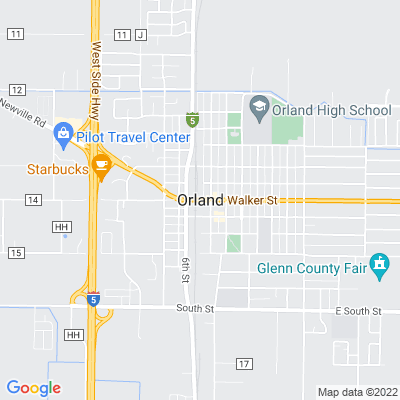 11
11
J
West Side Hwy
12
5
Newville Rd
Orland High School
Pilot Travel Center
Starbucks
14
Orland
Walker St
HH
15
6th St
Glenn County Fair
5
South St
E South St
HH
17
Google
Map data ©2022